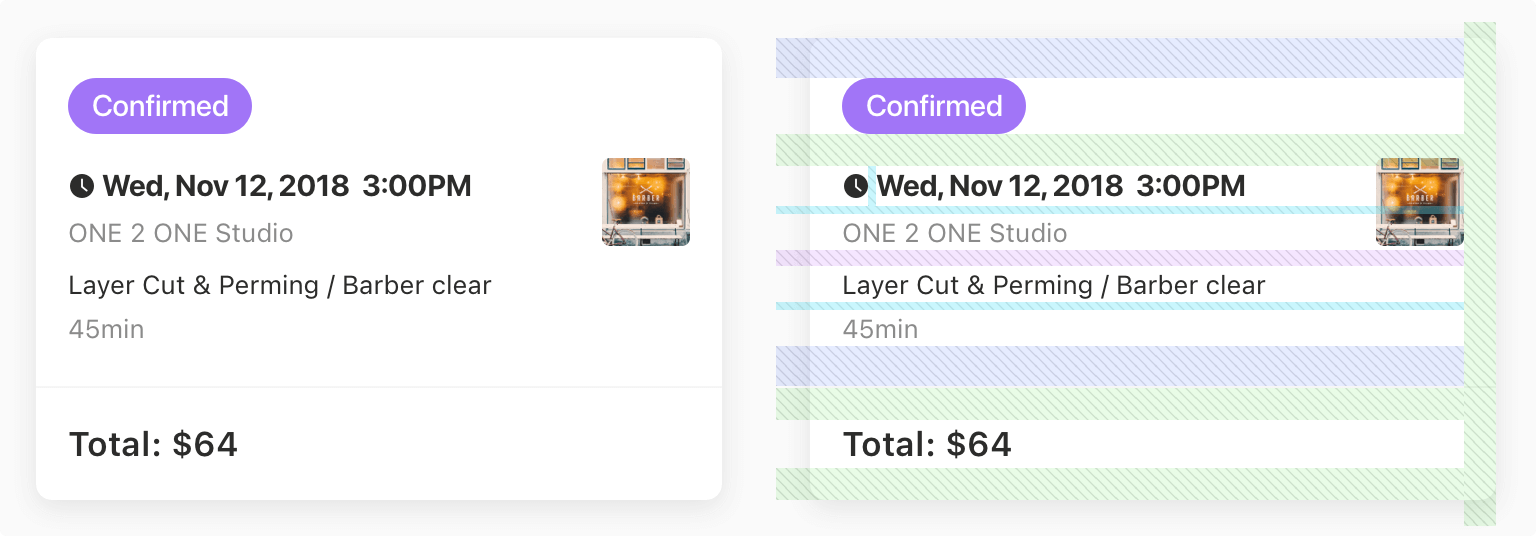 Confirmed
Wed, Nov 12, 2018 3:00PM
BARBER
ONE 2 ONE Studio
Layer Cut & Perming / Barber clear
45min
Total: $64
Confirmed
Wed, Nov 12, 2018 3:00PM
BARBER
ONE 2 ONE Studio
Layer Cut & Perming / Barber clear
45min
Total: $64